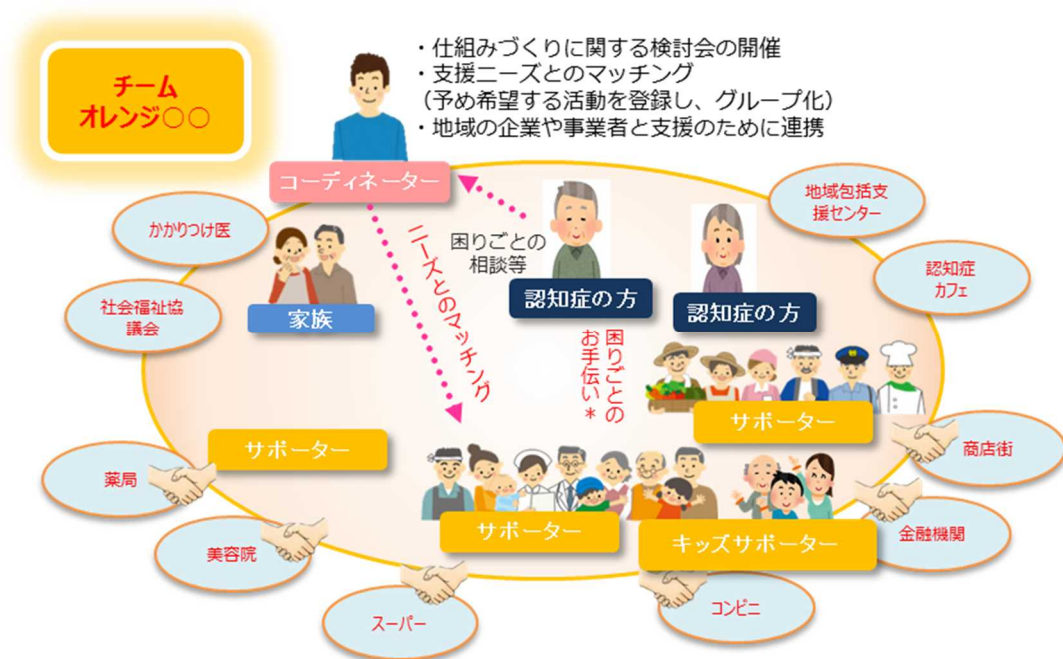 チーム
オレンジ○○
・仕組みづくりに関する検討会の開催
・支援ニーズとのマッチング
（予め希望する活動を登録し、グループ化）
・地域の企業や事業者と支援のために連携
コーディネーター
地域包括支
援センター
かかりつけ医
困りごとの
相談等
認知症
カフェ
社会福祉協
議会
家族
ニーズとのマッチング
認知症の方
認知症の方
困りごとの
お手伝い＊
サポーター
サポーター
商店街
薬局
サポーター
キッズサポーター
金融機関
美容院
スーパー
コンビニ